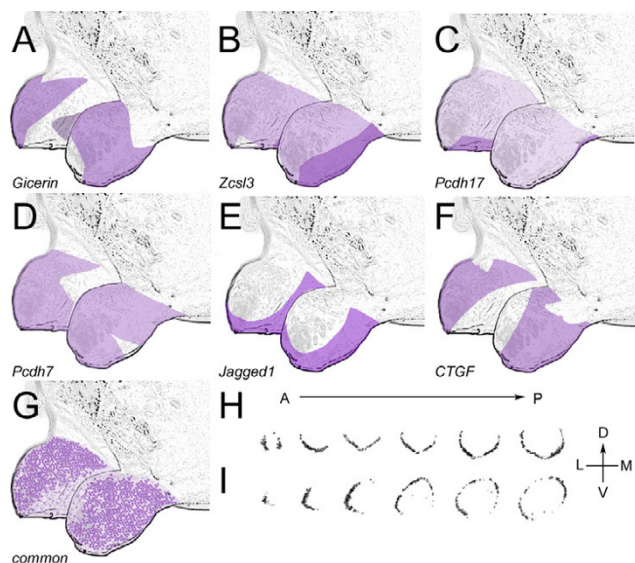 A
B
C
Gicerin
Zcsl3
Pcdh17
D
E
F
Pcdh7
Jagged1
CTGF
G
H
A
P
D
L
M
V
I
common